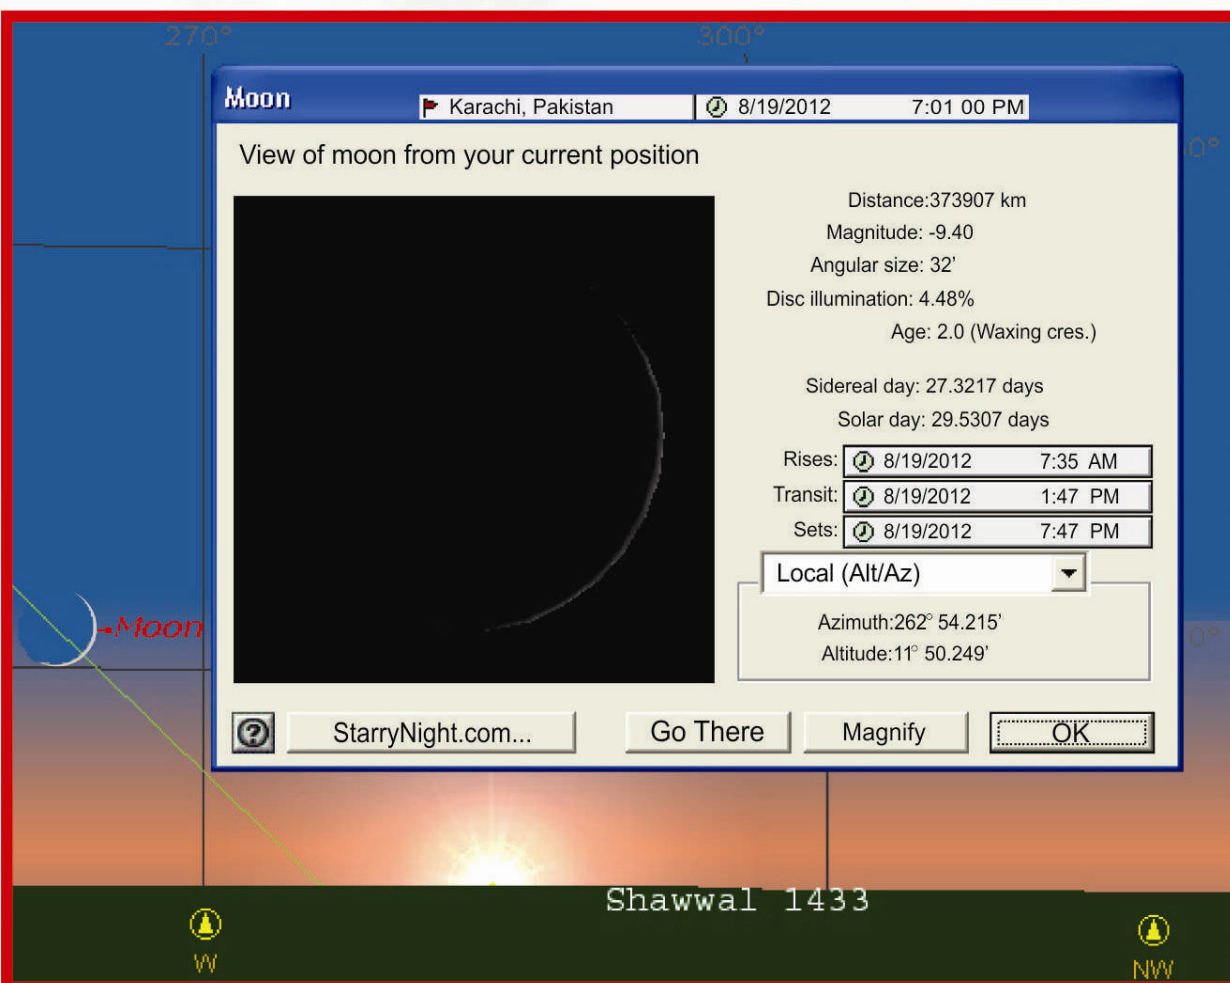 270° 300°
Moon Karachi, Pakistan 8/19/2012 7:01 00 PM
View of moon from your current position
Distance:373907 km
Magnitude: -9.40
Angular size: 32’
Disc illumination: 4.48%
Age: 2.0 (Waxing cres.)
Sidereal day: 27.3217 days
Solar day: 29.5307 days
Rises: 8/19/2012 7:35 AM
Transit: 8/19/2012 1:47 PM
Sets: 8/19/2012 7:47 PM
Local (Alt/Az)
Moon
Azimuth:262° 54.215’
Altitude:11° 50.249’
? StarryNight.com... Go There Magnify OK
Shawwal 1433
W
NW